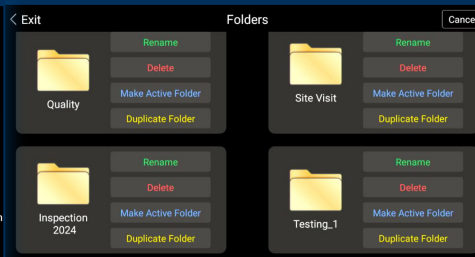 Exit
Folders
Cance
Rename
Delete
Make Active Folder
Duplicate Folder
Quality
Rename
Delete
Make Active Folder
Duplicate Folder
Site Visit
Rename
Delete
Make Active Folder
Duplicate Folder
Inspection
2024
Rename
Delete
Make Active Folder
Duplicate Folder
Testing_1